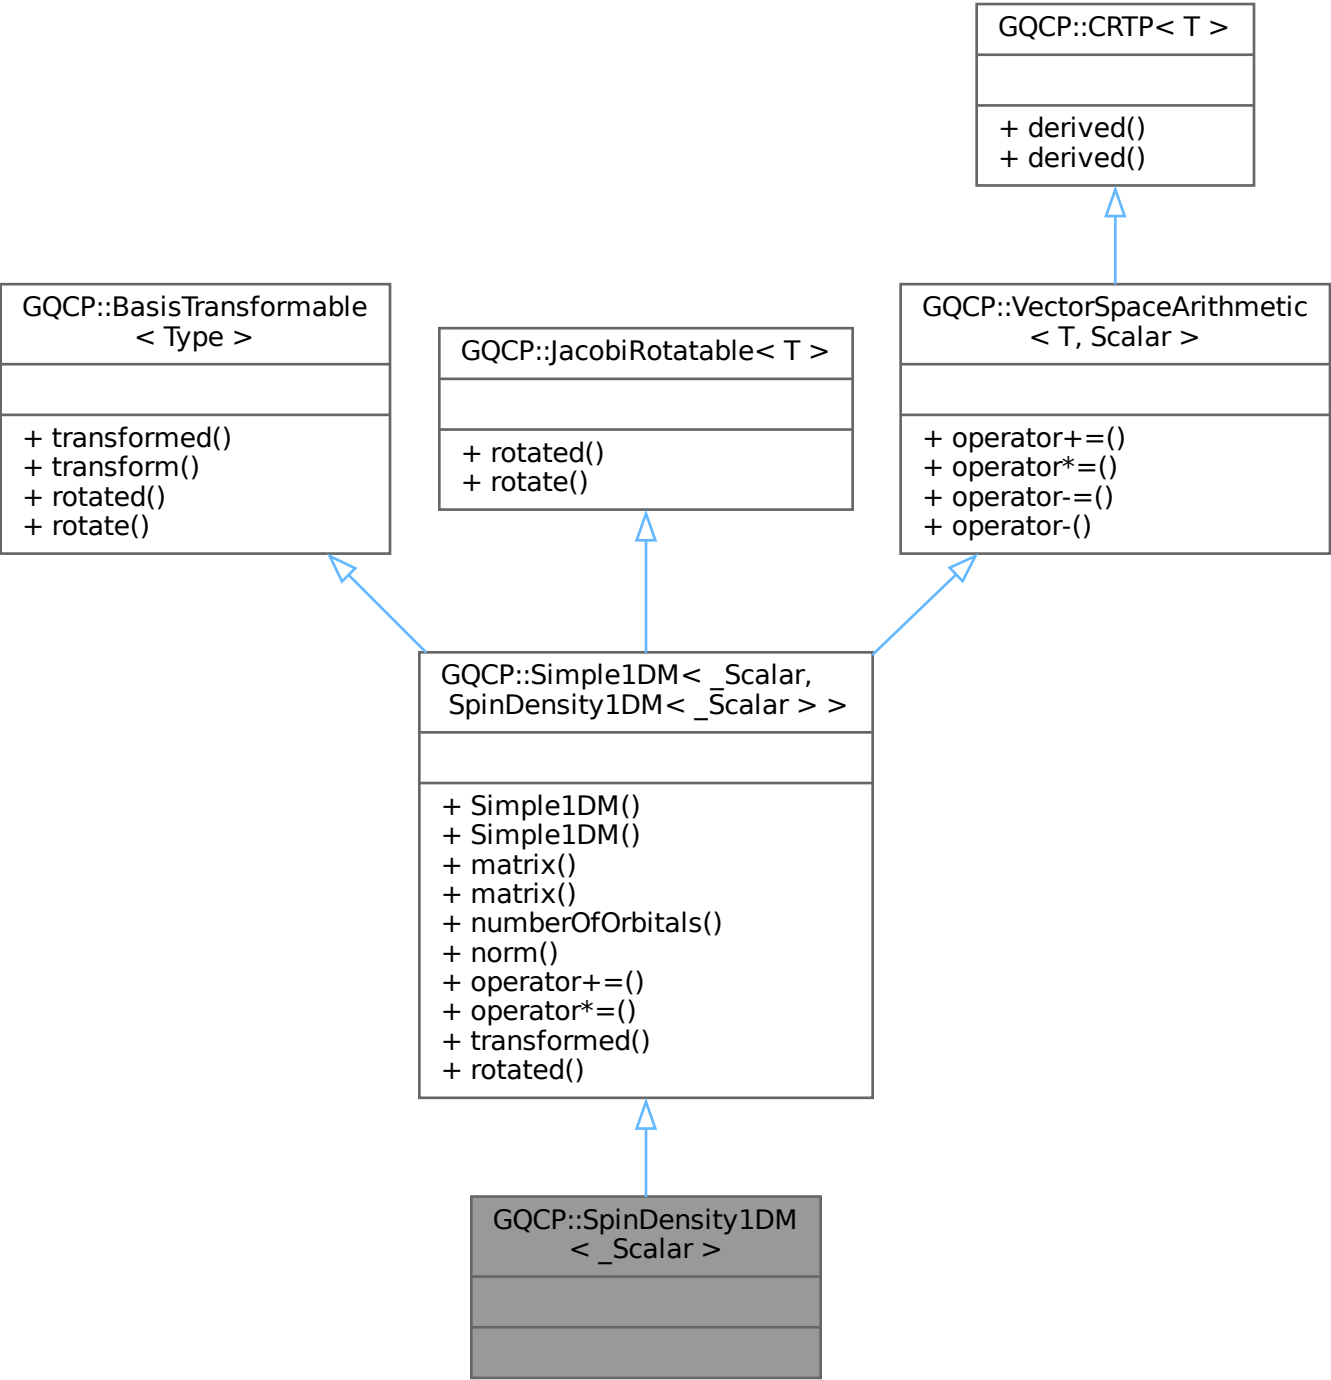 GQCP::CRTP< T >
+ derived()
+ derived()
GQCP::BasisTransformable
< Type >
+ transformed()
+ transform()
+ rotated()
+ rotate()
GQCP::JacobiRotatable< T >
+ rotated()
+ rotate()
GQCP::VectorSpaceArithmetic
< T, Scalar >
+ operator+=()
+ operator*=()
+ operator-=()
+ operator-()
GQCP::Simple1DM< _Scalar,
SpinDensity1DM< _Scalar > >
+ Simple1DM()
+ Simple1DM()
+ matrix()
+ matrix()
+ numberOfOrbitals()
+ norm()
+ operator+=()
+ operator*=()
+ transformed()
+ rotated()
GQCP::SpinDensity1DM
< _Scalar >